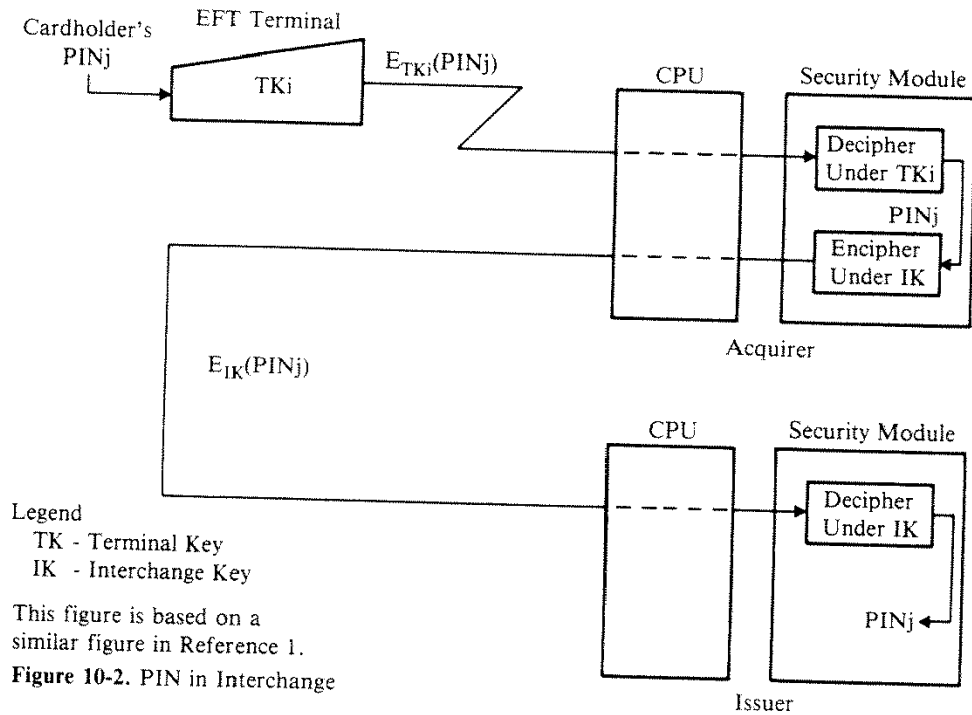 EFT Terminal
Cardholder's
PINj
TKi
E_TKi(PINj)
CPU
Security Module
Decipher
Under TKi
PINj
Encipher
Under IK
Acquirer
E_IK(PINj)
CPU
Security Module
Decipher
Under IK
PINj
Issuer
Legend
TK - Terminal Key
IK - Interchange Key
This figure is based on a
similar figure in Reference 1.
Figure 10-2. PIN in Interchange